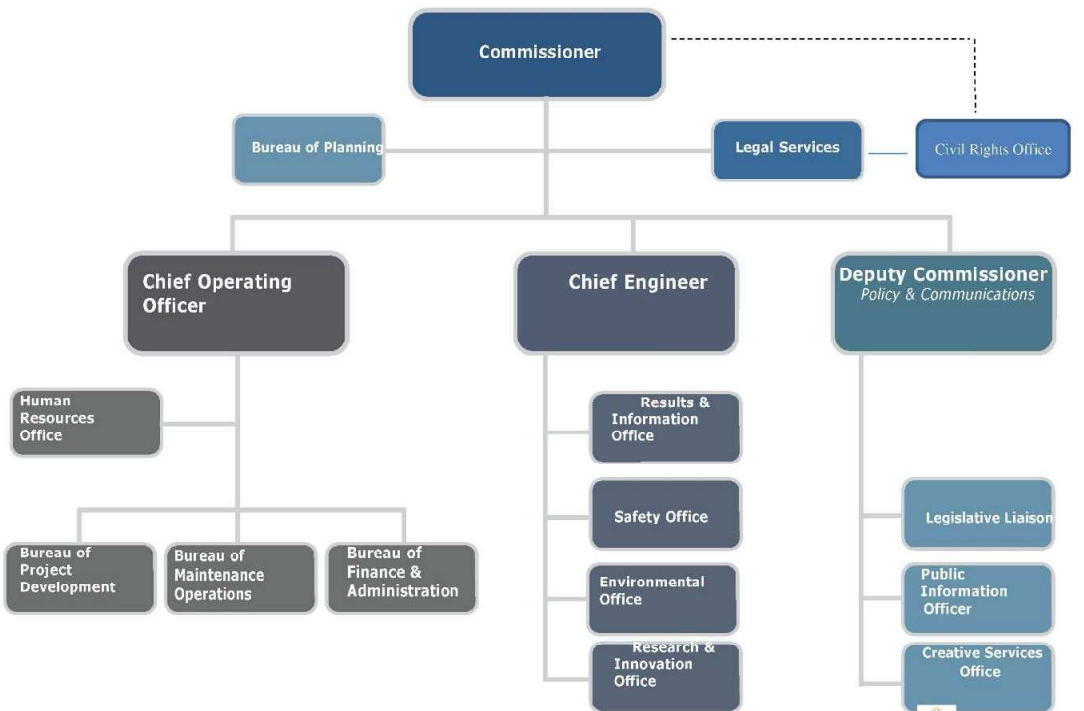 Commissioner
Bureau of Planning
Legal Services
Civil Rights Office
Chief Operating
Officer
Chief Engineer
Deputy Commissioner
Policy & Communications
Human
Resources
Office
Results &
Information
Office
Safety Office
Legislative Liaison
Bureau of
Project
Development
Bureau of
Maintenance
Operations
Bureau of
Finance &
Administration
Environmental
Office
Public
Information
Officer
Research &
Innovation
Office
Creative Services
Office